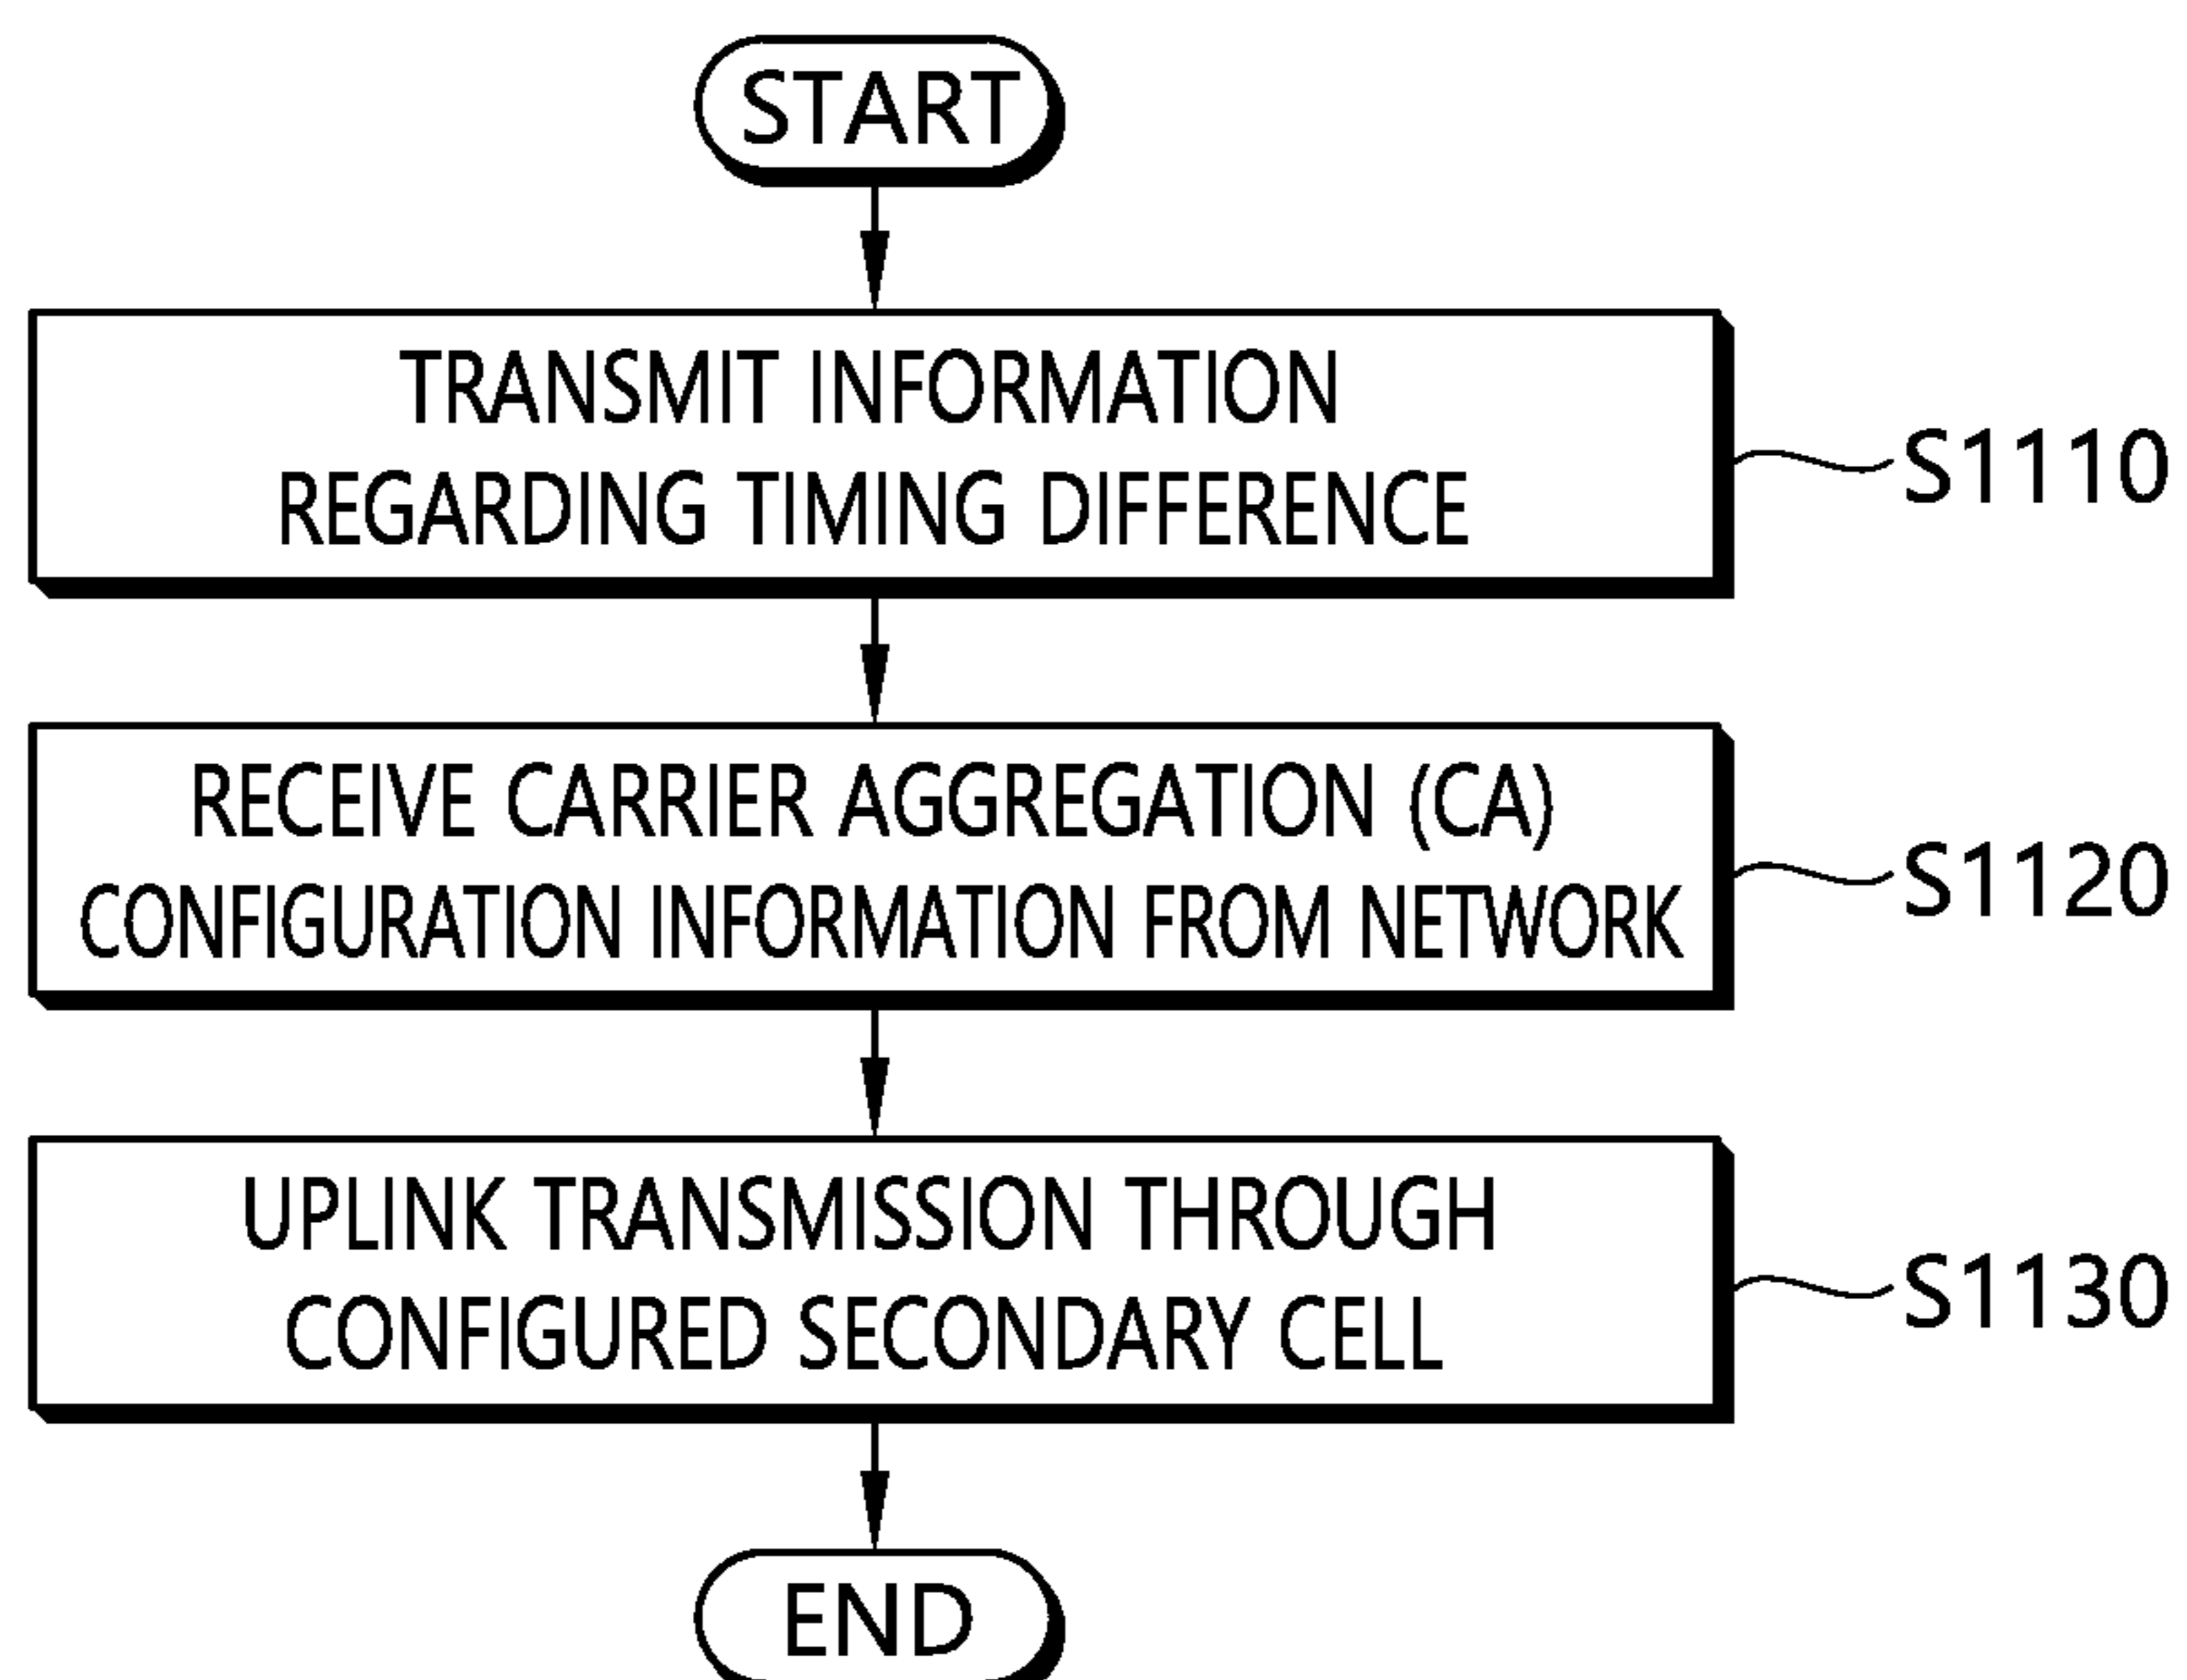 START
TRANSMIT INFORMATION
REGARDING TIMING DIFFERENCE
S1110
RECEIVE CARRIER AGGREGATION (CA)
CONFIGURATION INFORMATION FROM NETWORK
S1120
UPLINK TRANSMISSION THROUGH
CONFIGURED SECONDARY CELL
S1130
END